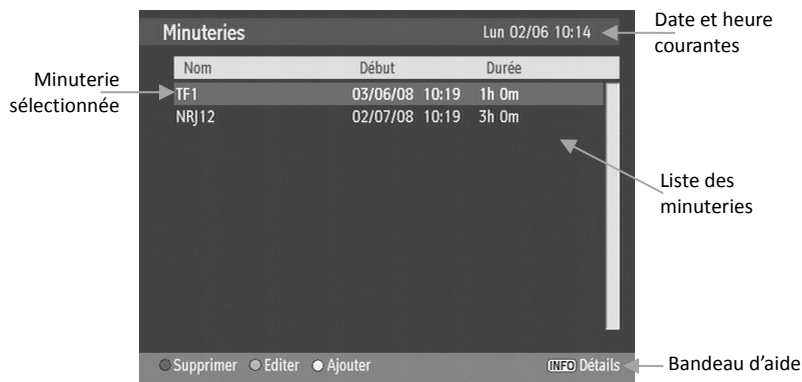 Minuteries Lun 02/06 10:14
Date et heure
courantes
Nom Début Durée
Minuterie
sélectionnée
TF1 03/06/08 10:19 1h 0m
NRJ12 02/07/08 10:19 3h 0m
Liste des
minuteries
Supprimer Editer Ajouter INFO Détails
Bandeau d'aide